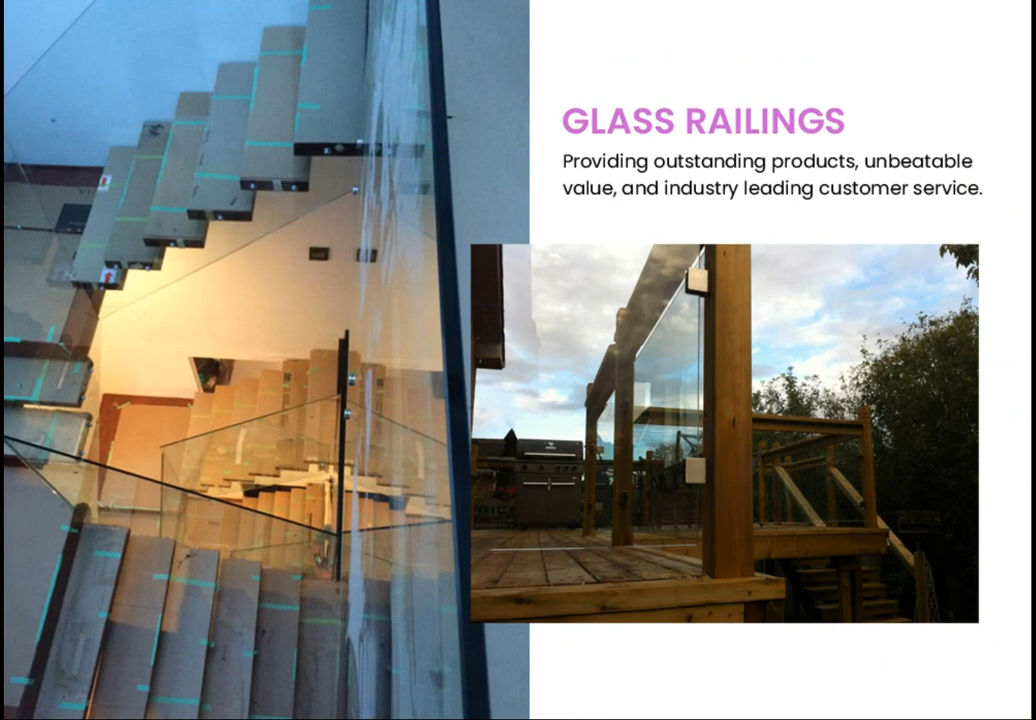 GLASS RAILINGS
Providing outstanding products, unbeatable
value, and industry leading customer service.